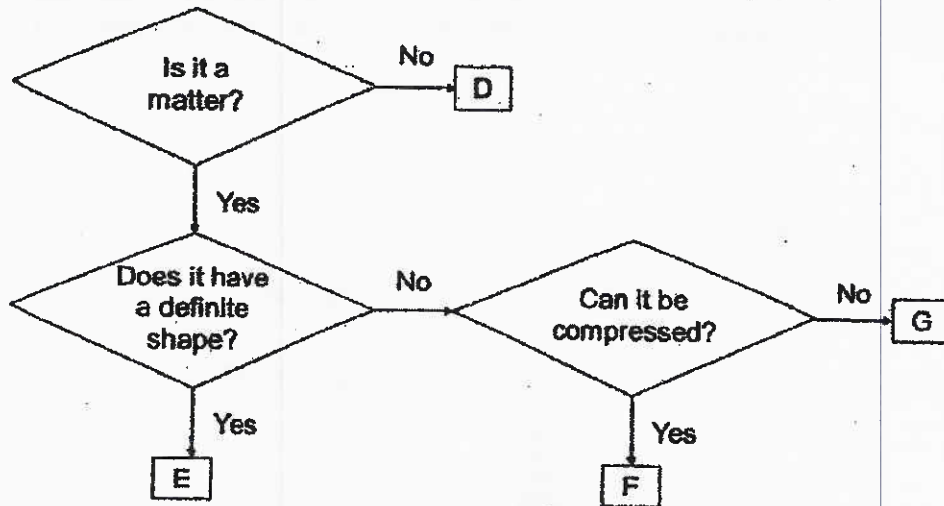 Is it a
matter?
No
D
Yes
Does it have
a definite
shape?
No
Can it be
compressed?
No
G
Yes
E
Yes
F